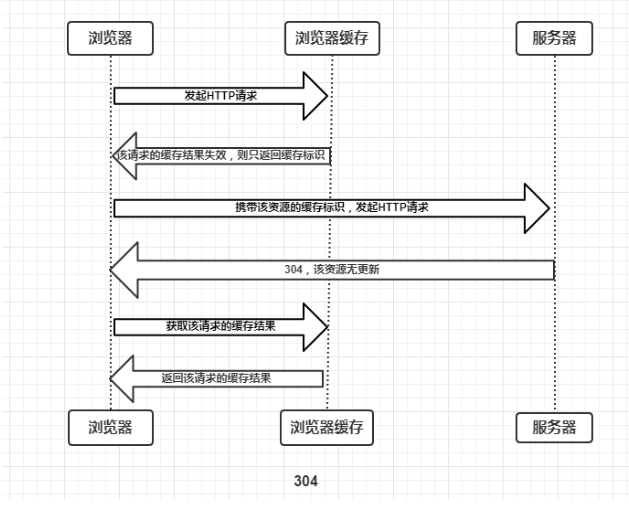 浏览器 浏览器缓存 服务器
发起HTTP请求
该请求的缓存结果失效，则只返回缓存标识
携带该资源的缓存标识，发起HTTP请求
304，该资源无更新
获取该请求的缓存结果
返回该请求的缓存结果
浏览器 浏览器缓存 服务器
304